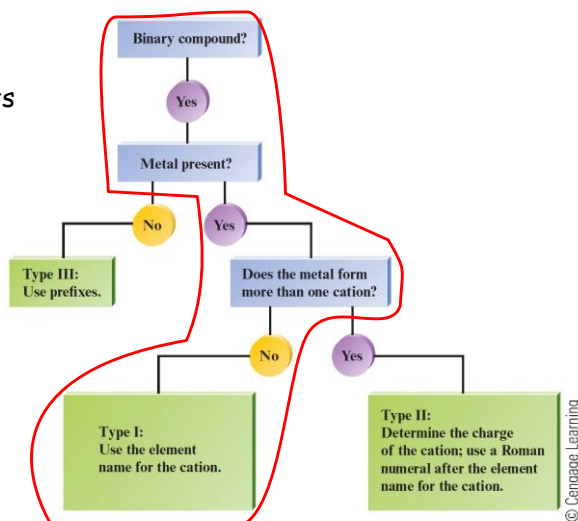 Binary compound?
Yes
Metal present?
No
Yes
Type III:
Use prefixes.
Does the metal form
more than one cation?
No
Yes
Type I:
Use the element
name for the cation.
Type II:
Determine the charge
of the cation; use a Roman
numeral after the element
name for the cation.
© Cengage Learning